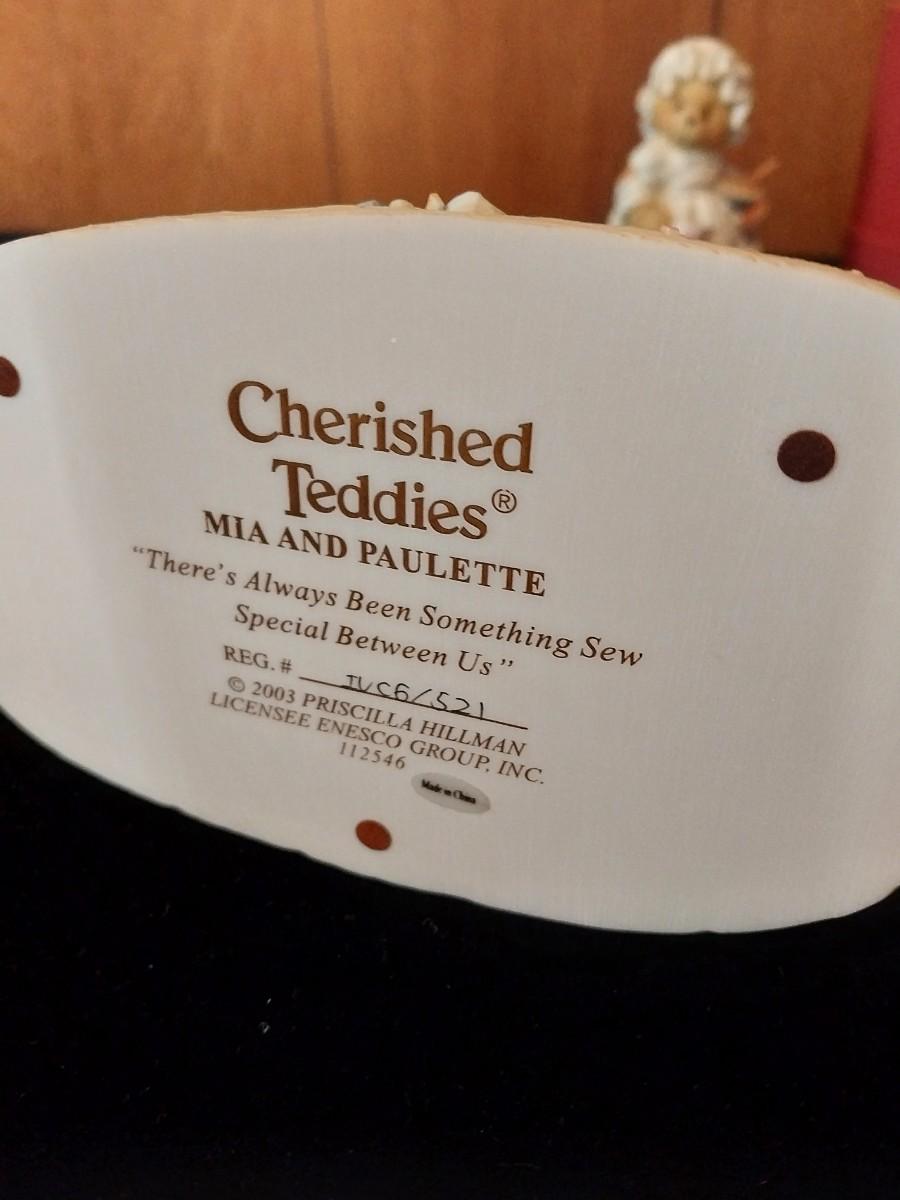 Cherished
Teddies®
MIA AND PAULETTE
“There's Always Been Something Sew
Special Between Us”
REG. # IVC6/521
© 2003 PRISCILLA HILLMAN
LICENSEE ENESCO GROUP, INC.
112546
Made in China